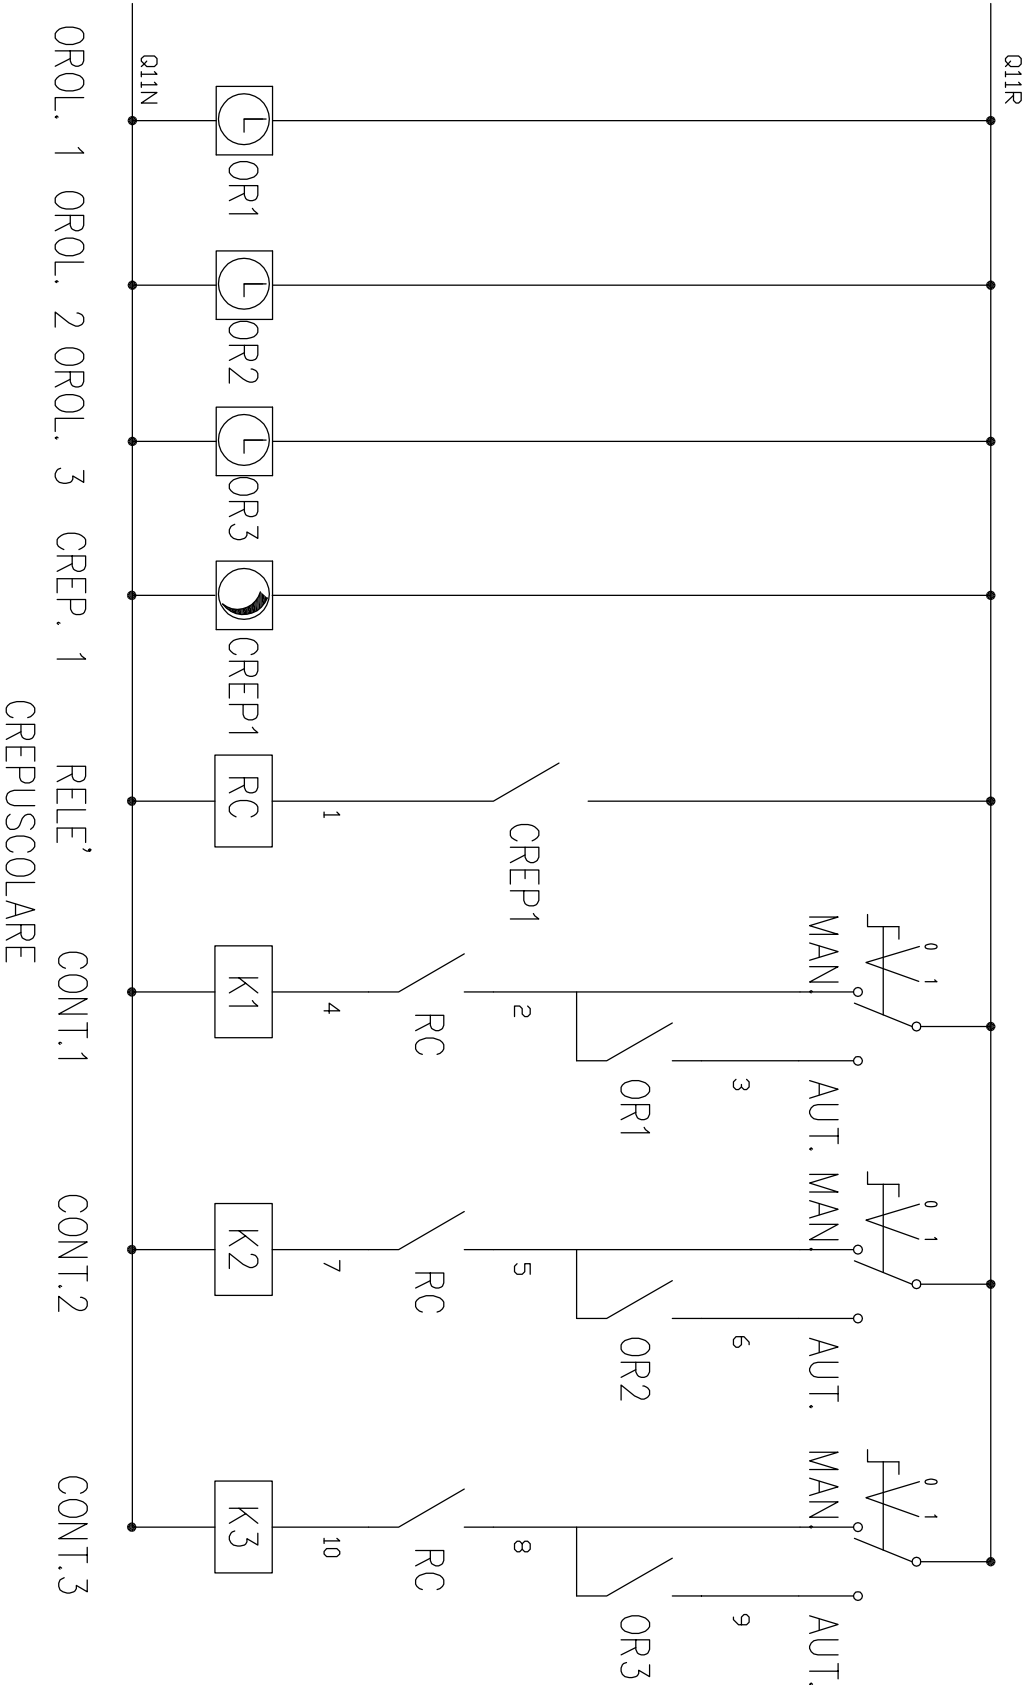 Q11R
0 1
0 1
0 1
MAN.
AUT.
MAN.
AUT.
MAN.
AUT.
3
6
9
OR1
OR2
OR3
CREP1
2
5
8
RC
RC
RC
1
4
7
10
OR1
OR2
OR3
CREP1
RC
K1
K2
K3
Q11N
OROL. 1
OROL. 2
OROL. 3
CREP. 1
RELE'
CREPUSCOLARE
CONT.1
CONT.2
CONT.3